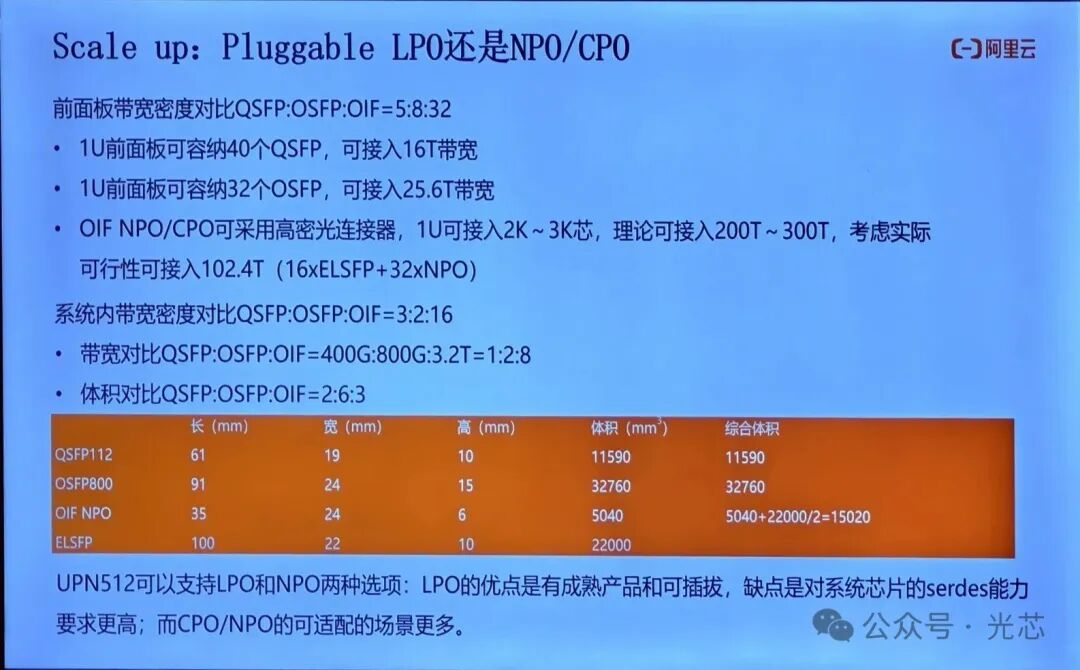 Scale up：Pluggable LPO还是NPO/CPO
阿里云
前面板带宽密度对比QSFP:OSFP:OIF=5:8:32
• 1U前面板可容纳40个QSFP，可接入16T带宽
• 1U前面板可容纳32个OSFP，可接入25.6T带宽
• OIF NPO/CPO可采用高密光连接器，1U可接入2K～3K芯，理论可接入200T～300T，考虑实际
可行性可接入102.4T（16xELSFP+32xNPO）
系统内带宽密度对比QSFP:OSFP:OIF=3:2:16
• 带宽对比QSFP:OSFP:OIF=400G:800G:3.2T=1:2:8
• 体积对比QSFP:OSFP:OIF=2:6:3
长（mm） 宽（mm） 高（mm） 体积（mm³） 综合体积
QSFP112 61 19 10 11590 11590
OSFP800 91 24 15 32760 32760
OIF NPO 35 24 6 5040 5040+22000/2=15020
ELSFP 100 22 10 22000
UPN512可以支持LPO和NPO两种选项：LPO的优点是有成熟产品和可插拔，缺点是对系统芯片的serdes能力
要求更高；而CPO/NPO的可适配的场景更多。
公众号·光芯